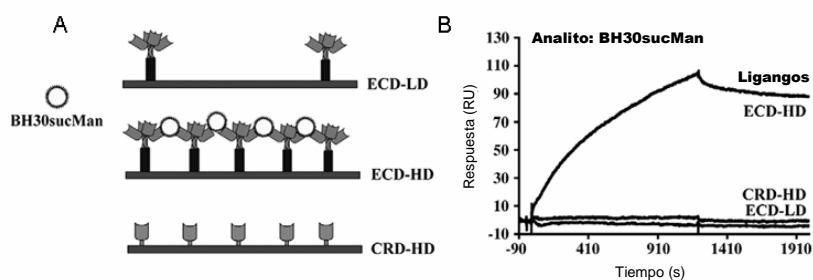 A
BH30sucMan
ECD-LD
ECD-HD
CRD-HD
B
Analito: BH30sucMan
Respuesta (RU)
130
110
90
70
50
30
10
-10
Ligangos
ECD-HD
CRD-HD
ECD-LD
-90 410 910 1410 1910
Tiempo (s)